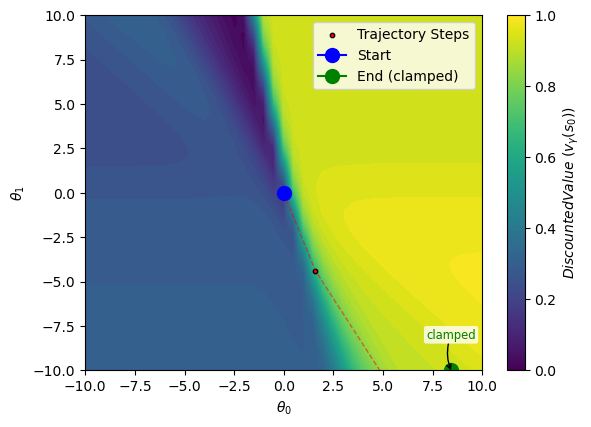 10.0
7.5
5.0
2.5
0.0
−2.5
−5.0
−7.5
−10.0
θ₁
−10.0 −7.5 −5.0 −2.5 0.0 2.5 5.0 7.5 10.0
θ₀
Trajectory Steps
Start
End (clamped)
clamped
1.0
0.8
0.6
0.4
0.2
0.0
DiscountedValue (vᵧ(s₀))